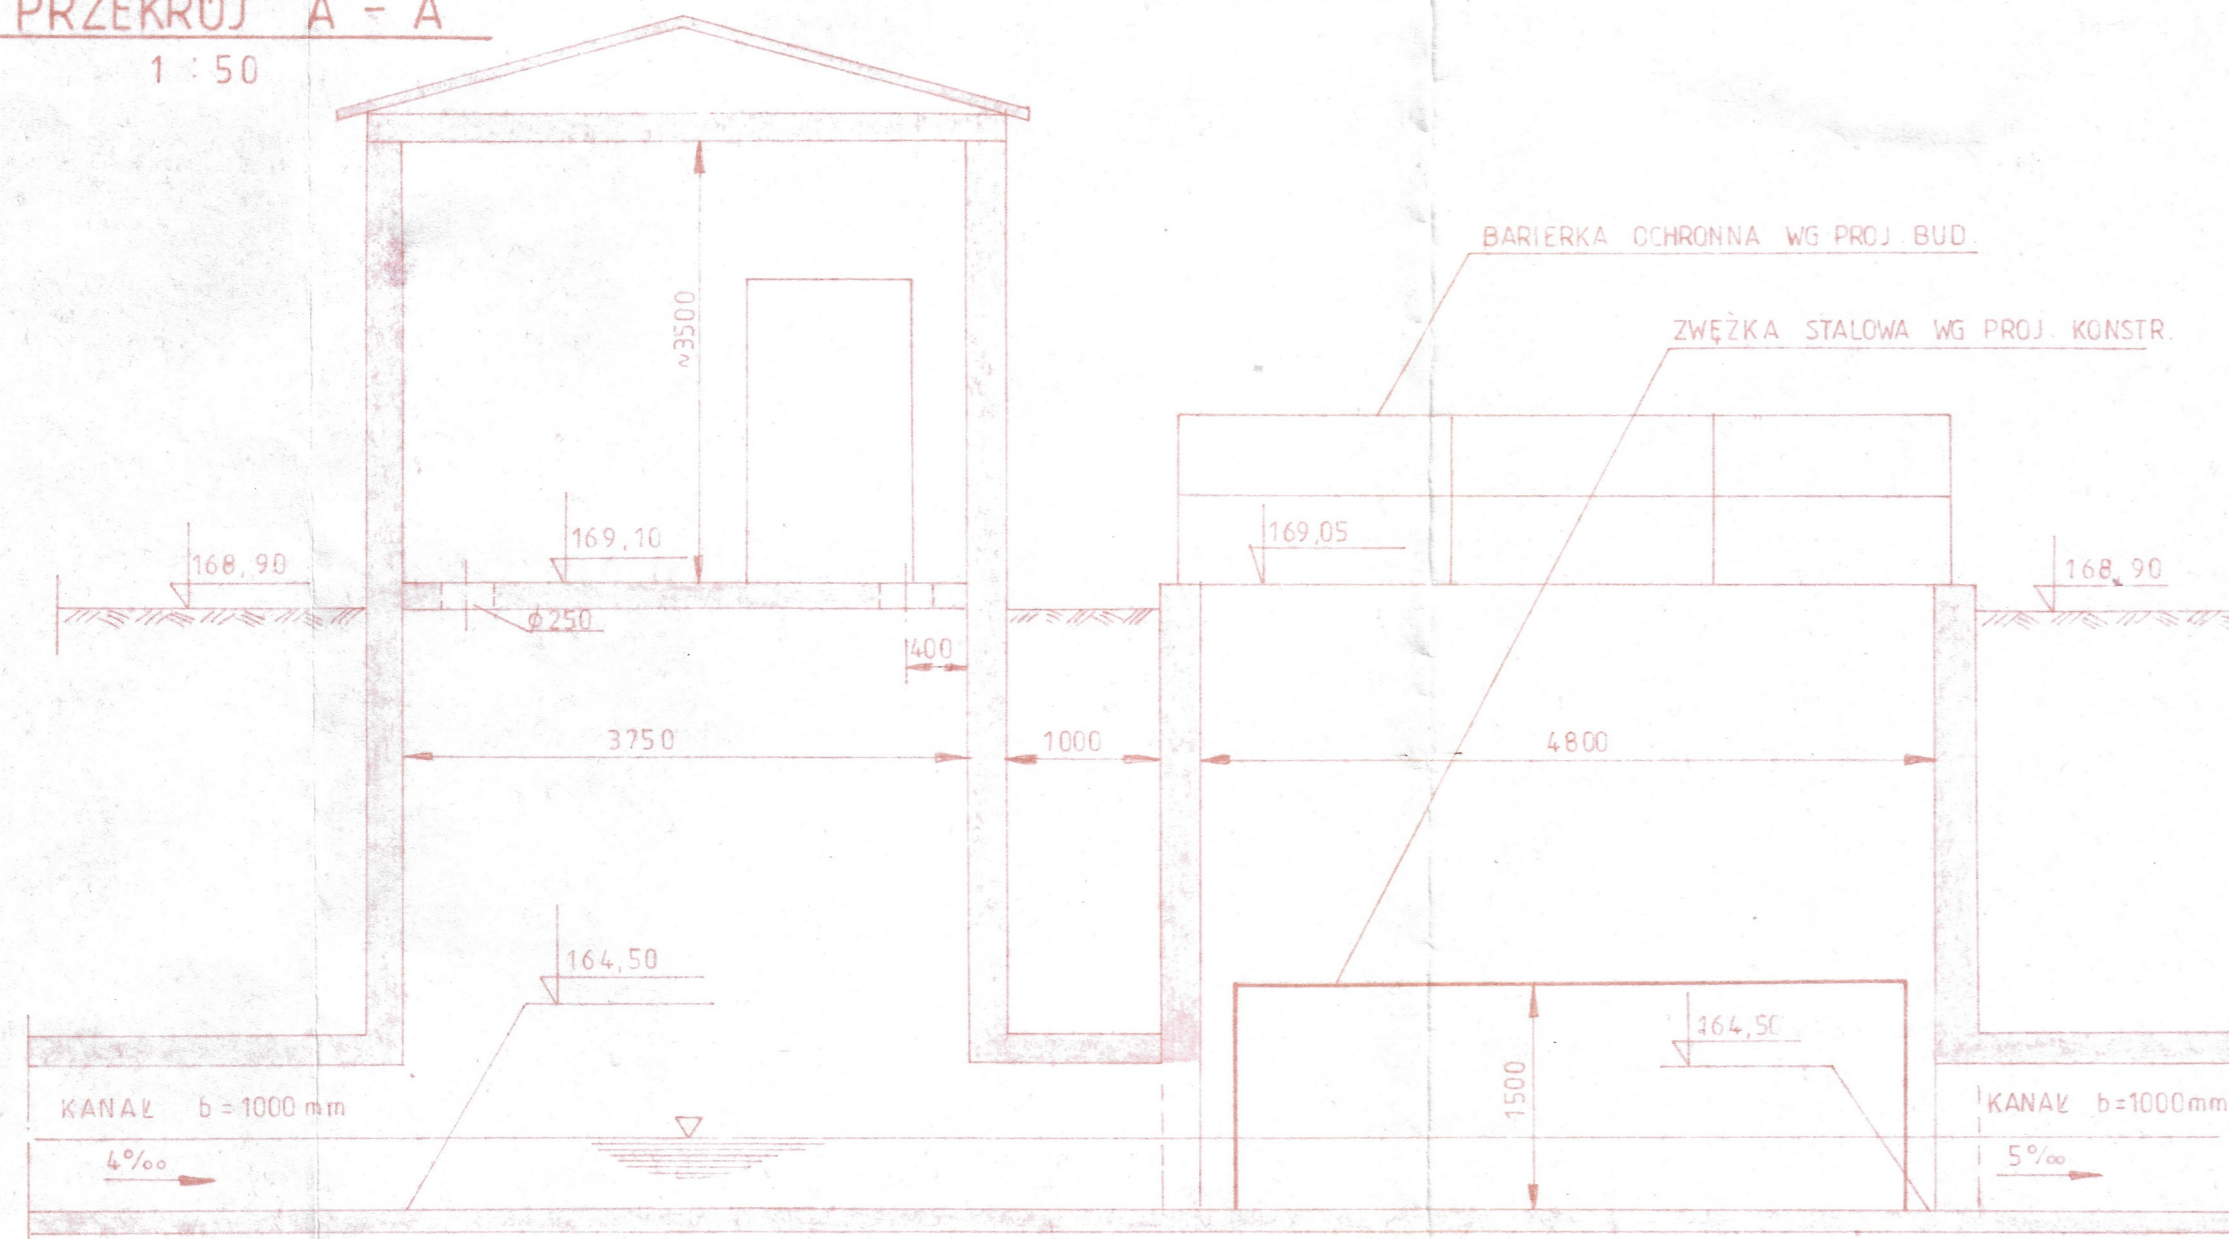 PRZEKRÓJ A - A
1 : 50
BARIERKA OCHRONNA WG PROJ. BUD.
ZWĘŻKA STALOWA WG PROJ. KONSTR.
~3500
168,90
169,10
169,05
168,90
ϕ250
400
3750
1000
4800
164,50
164,50
1500
KANAŁ b=1000 mm
KANAŁ b=1000mm
4‰
5‰